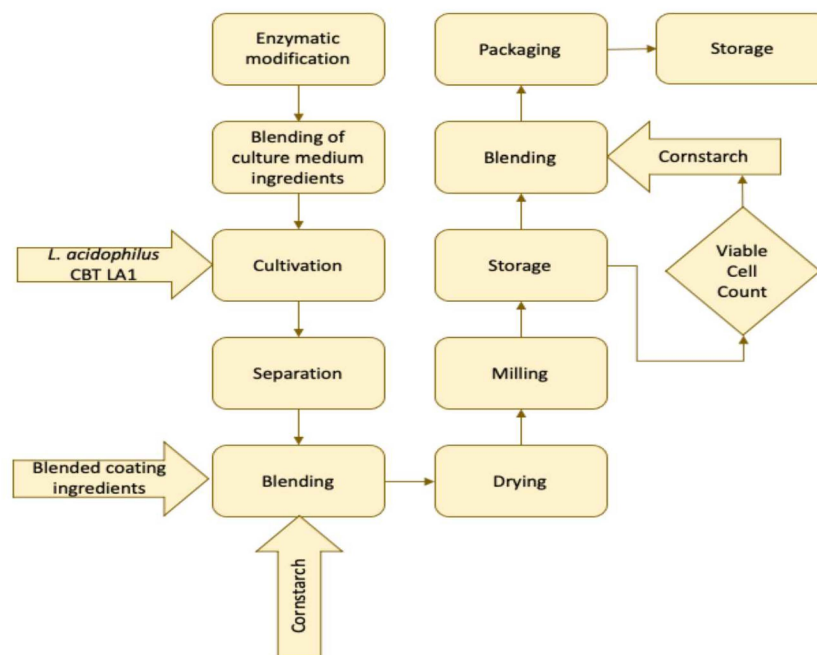 Enzymatic
modification
Packaging
Storage
Blending of
culture medium
ingredients
Blending
Cornstarch
L. acidophilus
CBT LA1
Cultivation
Storage
Viable
Cell
Count
Separation
Milling
Blended coating
ingredients
Blending
Drying
Cornstarch